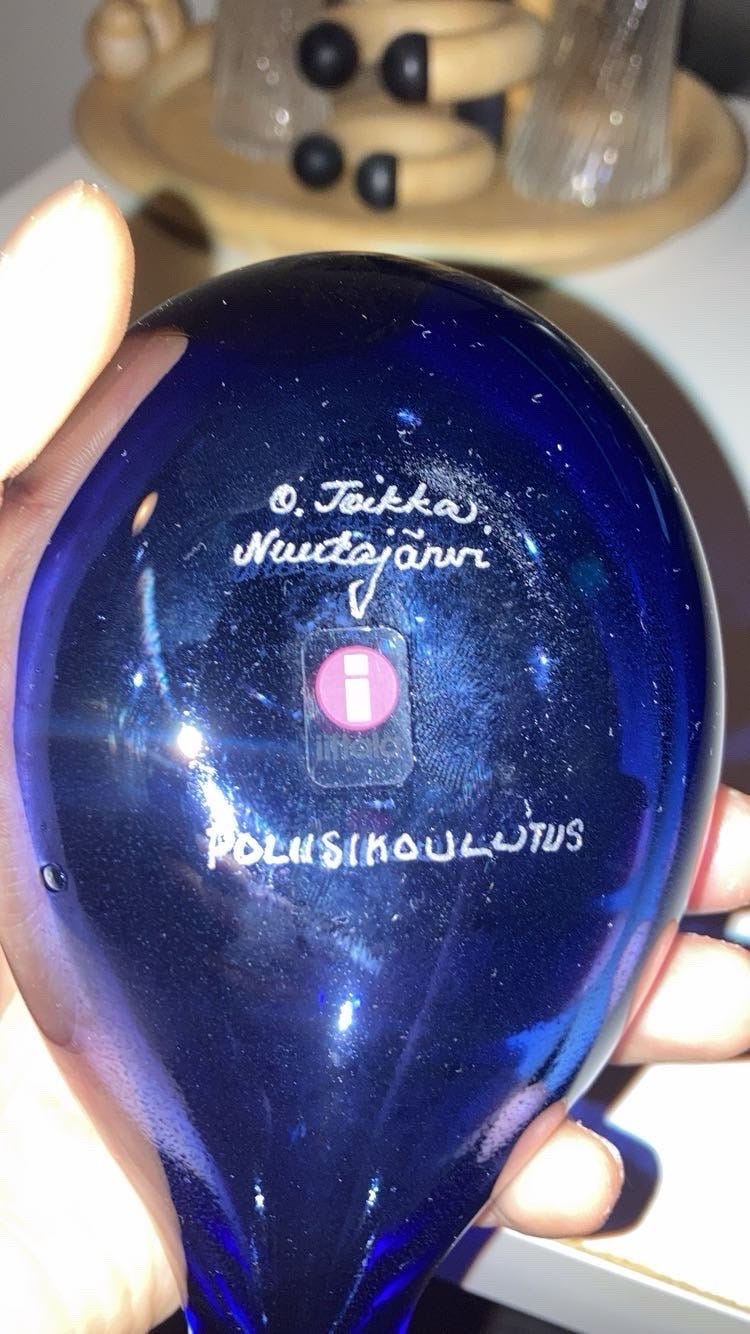 O. Toikka.
Nuutajärvi
i
iittala
POLIISIKOULUTUS